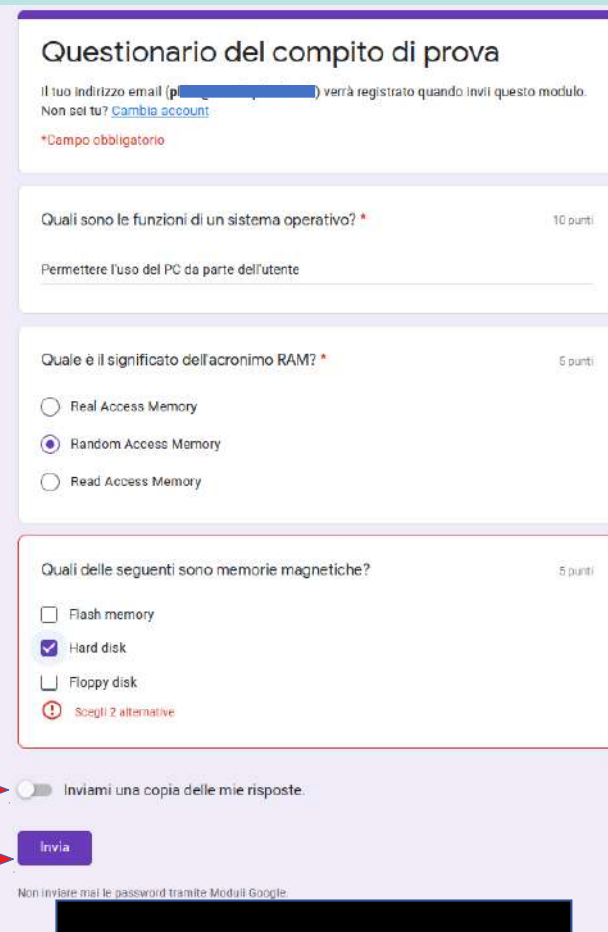 Questionario del compito di prova
Il tuo indirizzo email (p ) verrà registrato quando invii questo modulo.
Non sei tu? Cambia account
*Campo obbligatorio
Quali sono le funzioni di un sistema operativo? * 10 punti
Permettere l'uso del PC da parte dell'utente
Quale è il significato dell'acronimo RAM? * 5 punti
Real Access Memory
Random Access Memory
Read Access Memory
Quali delle seguenti sono memorie magnetiche? 5 punti
Flash memory
Hard disk
Floppy disk
Scegli 2 alternative
Inviami una copia delle mie risposte.
Invia
Non inviare mai le password tramite Moduli Google.